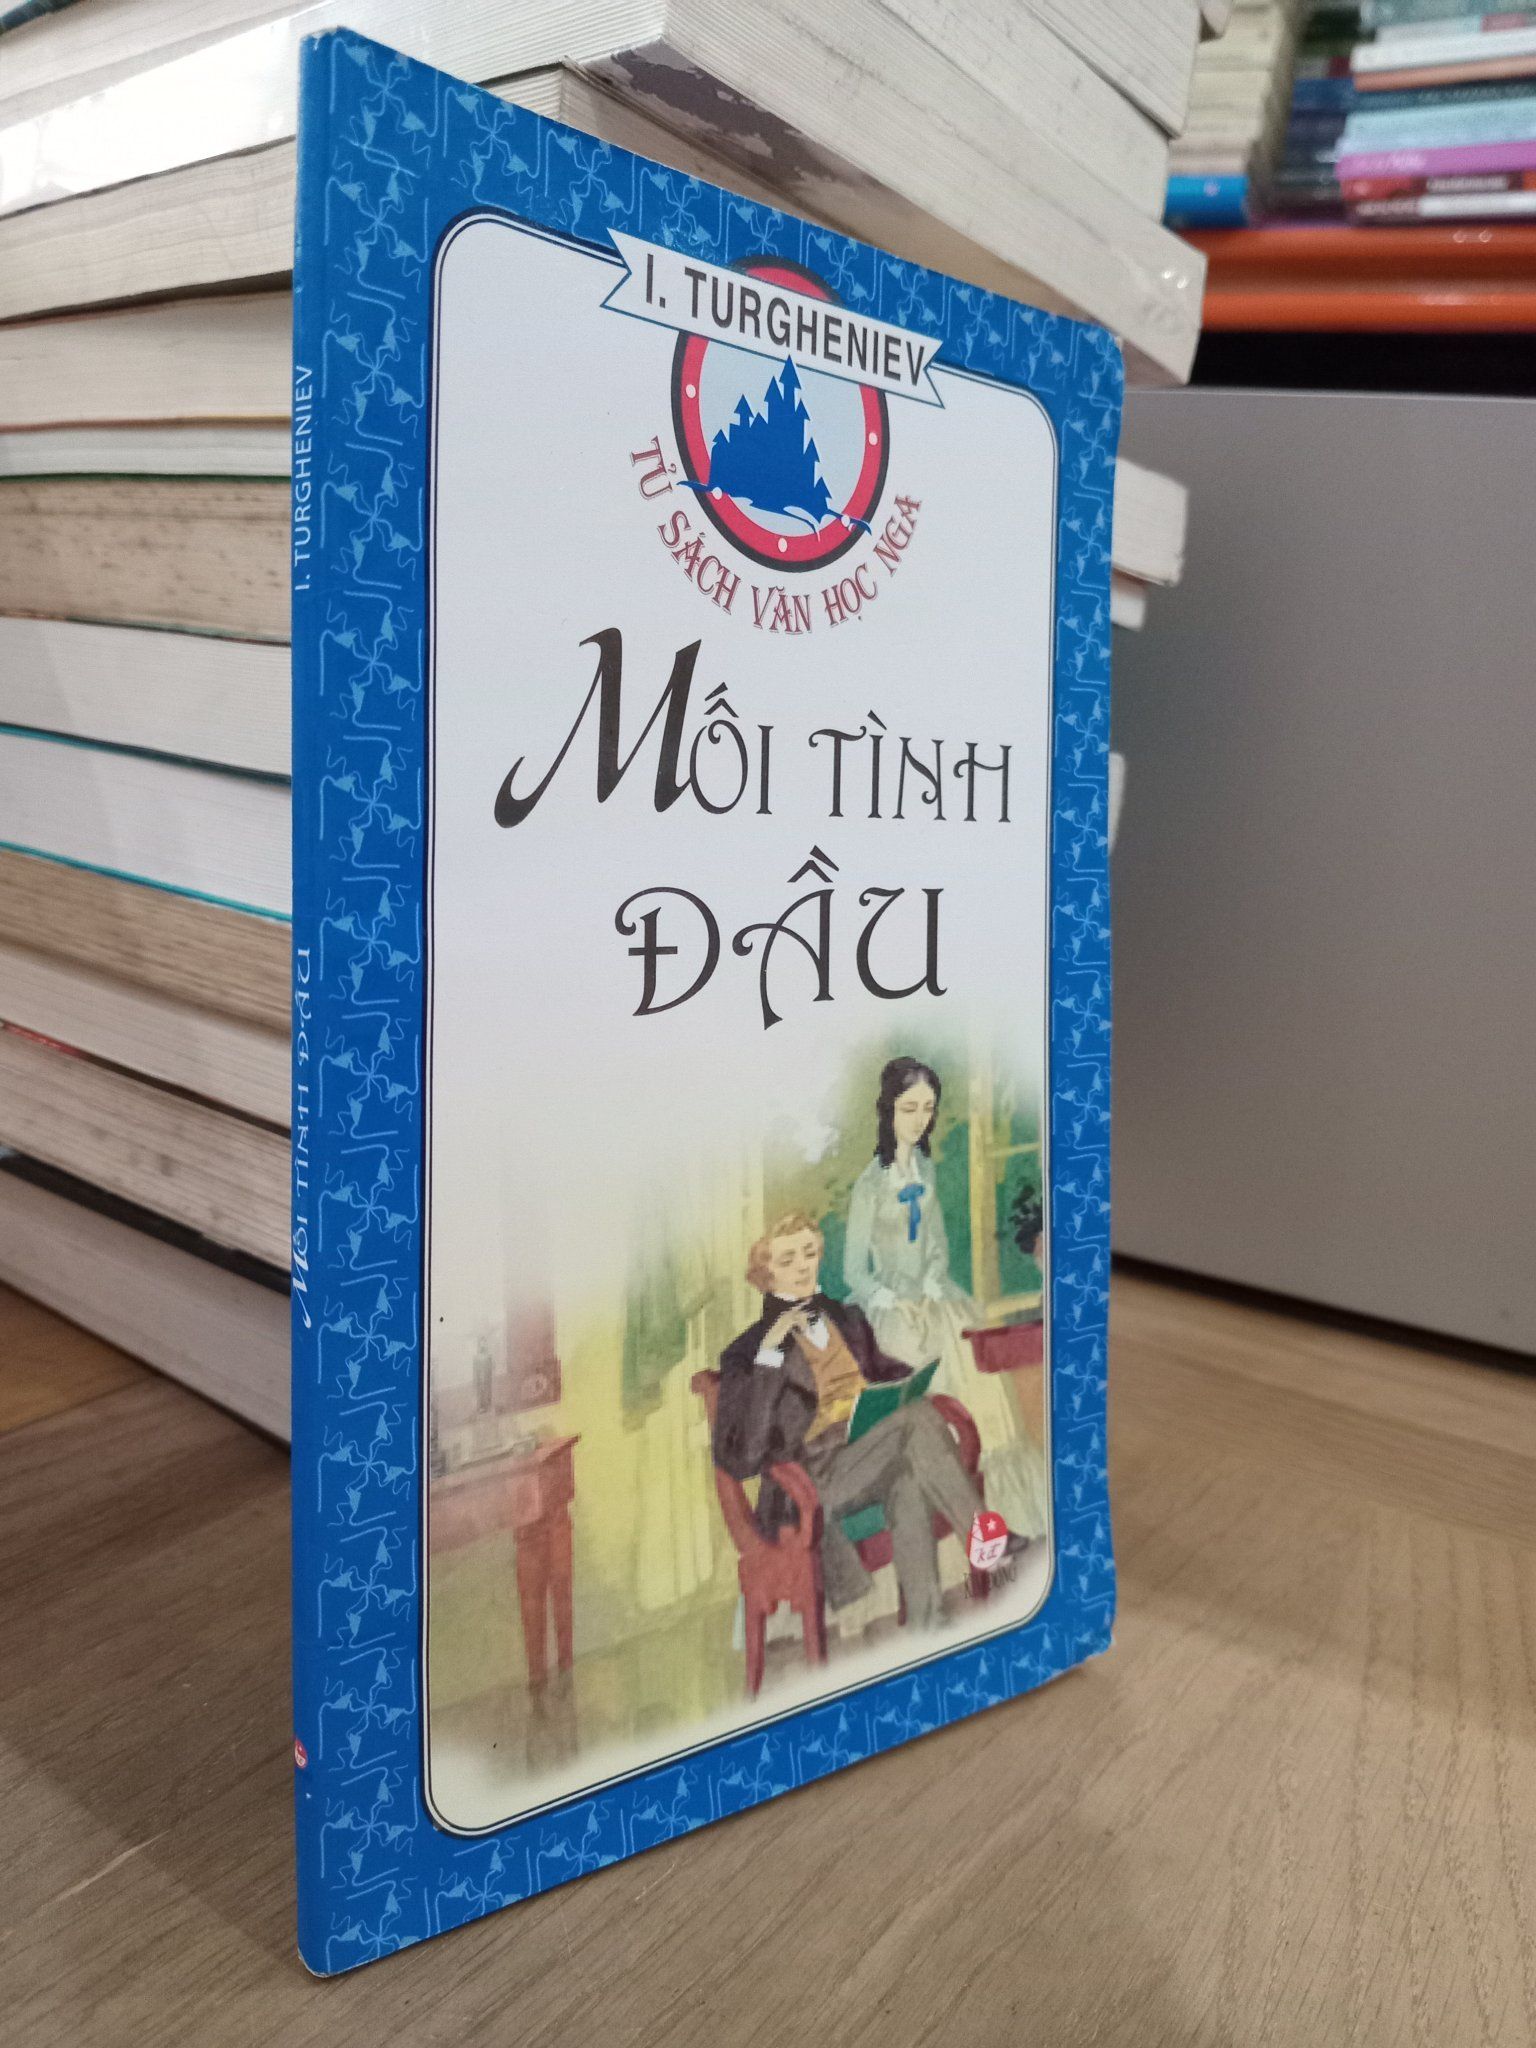 I. TURGHENIEV
TỦ SÁCH VĂN HỌC NGA
MỐI TÌNH
ĐẦU
I. TURGHENIEV
MỐI TÌNH ĐẦU